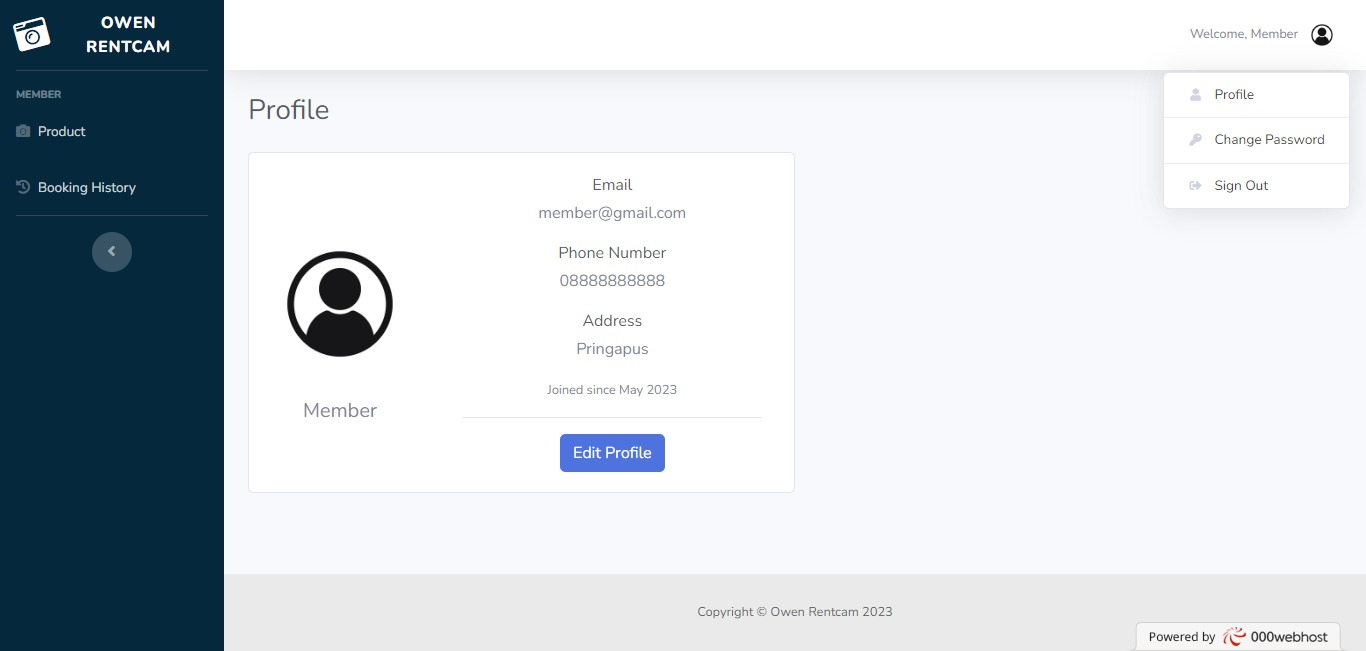 OWEN
RENTCAM
MEMBER
Product
Booking History
Welcome, Member
Profile
Change Password
Sign Out
Profile
Member
Email
member@gmail.com
Phone Number
08888888888
Address
Pringapus
Joined since May 2023
Edit Profile
Copyright © Owen Rentcam 2023
Powered by 000webhost